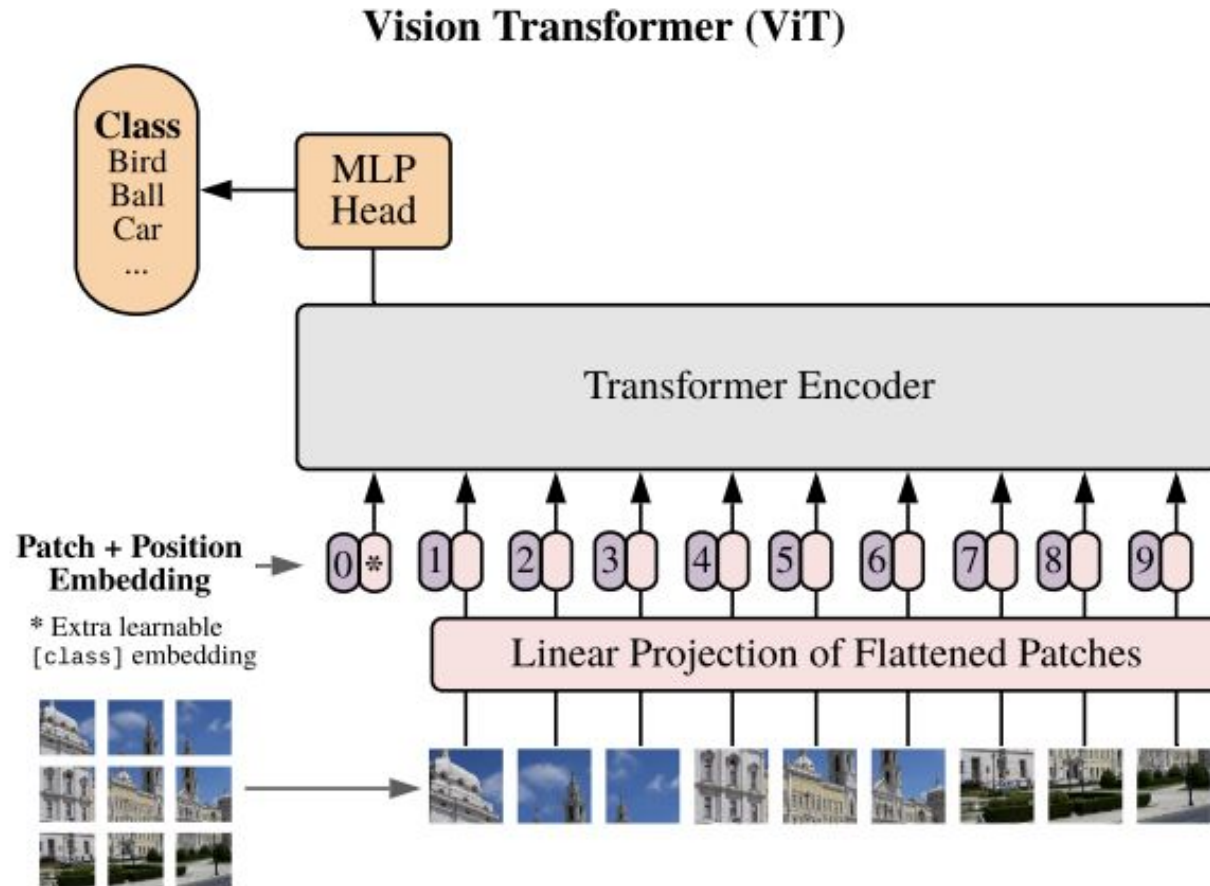 Vision Transformer (ViT)
Class
Bird
Ball
Car
...
MLP
Head
Transformer Encoder
Patch + Position
Embedding
0 * 1 2 3 4 5 6 7 8 9
* Extra learnable
[class] embedding
Linear Projection of Flattened Patches